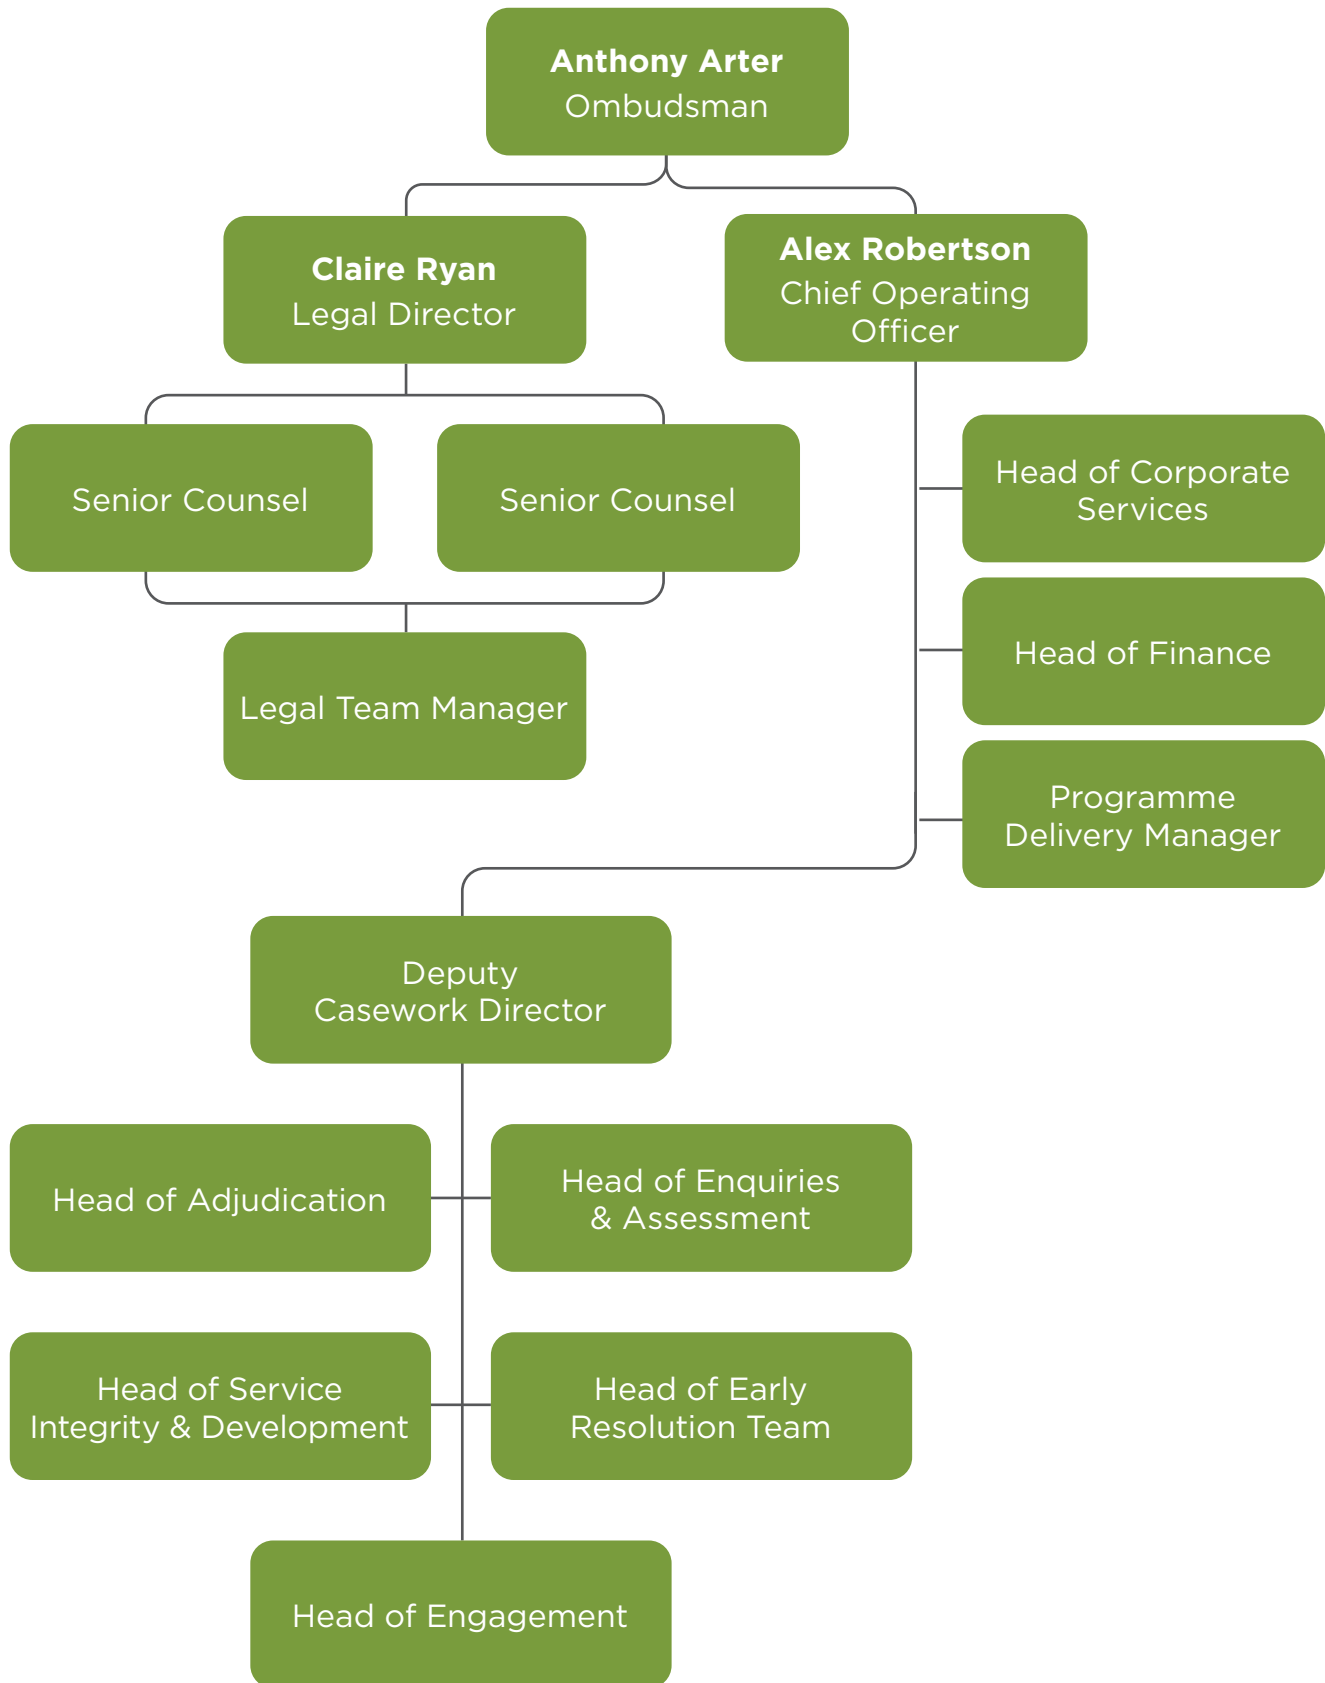 Anthony Arter
Ombudsman
Claire Ryan
Legal Director
Alex Robertson
Chief Operating
Officer
Senior Counsel
Senior Counsel
Head of Corporate
Services
Head of Finance
Legal Team Manager
Programme
Delivery Manager
Deputy
Casework Director
Head of Adjudication
Head of Enquiries
& Assessment
Head of Service
Integrity & Development
Head of Early
Resolution Team
Head of Engagement